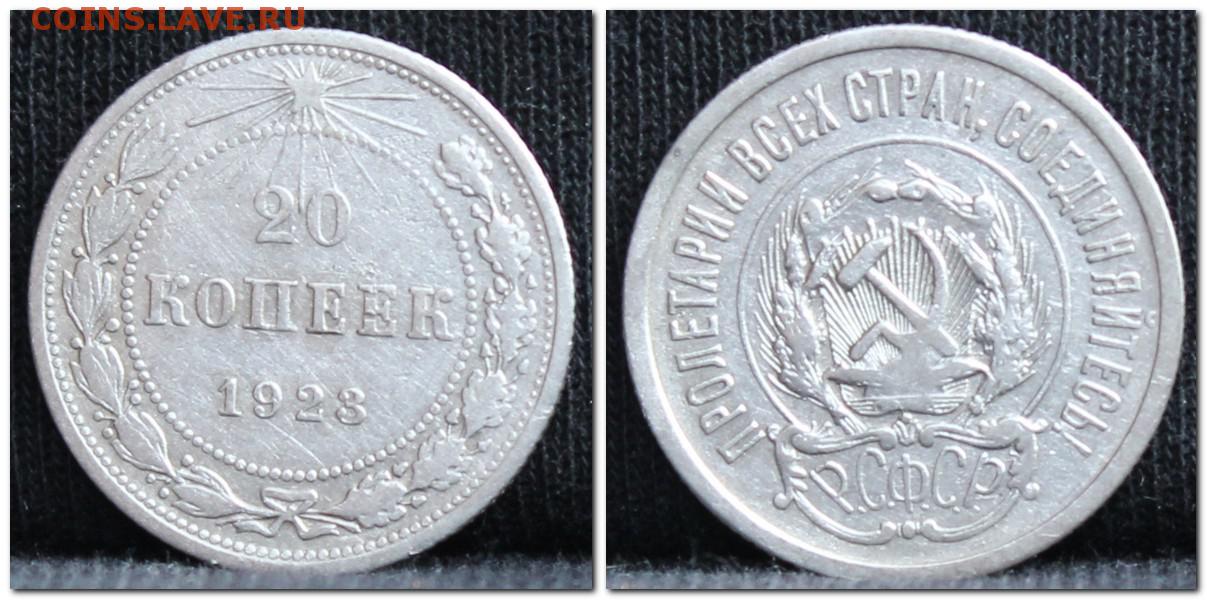 COINS.LAVE.RU
20
КОПЕЕК
1923
ПРОЛЕТАРИИ ВСЕХ СТРАН, СОЕДИНЯЙТЕСЬ!
Р.С.Ф.С.Р.